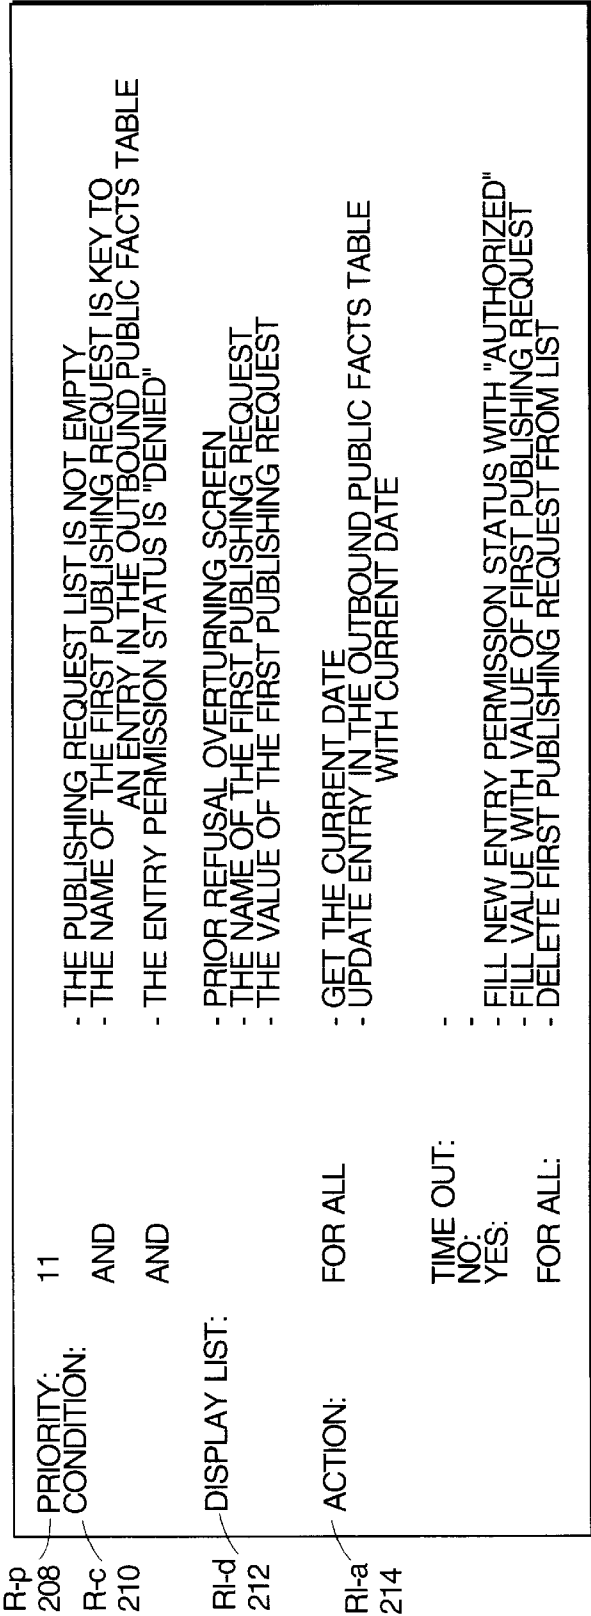 R-p
208
PRIORITY: 11
R-c
210
CONDITION: - THE PUBLISHING REQUEST LIST IS NOT EMPTY
AND - THE NAME OF THE FIRST PUBLISHING REQUEST IS KEY TO
AN ENTRY IN THE OUTBOUND PUBLIC FACTS TABLE
AND - THE ENTRY PERMISSION STATUS IS "DENIED"
RI-d
212
DISPLAY LIST: - PRIOR REFUSAL OVERTURNING SCREEN
- THE NAME OF THE FIRST PUBLISHING REQUEST
- THE VALUE OF THE FIRST PUBLISHING REQUEST
RI-a
214
ACTION: FOR ALL - GET THE CURRENT DATE
- UPDATE ENTRY IN THE OUTBOUND PUBLIC FACTS TABLE
WITH CURRENT DATE
TIME OUT: -
NO: -
YES: - FILL NEW ENTRY PERMISSION STATUS WITH "AUTHORIZED"
- FILL VALUE WITH VALUE OF FIRST PUBLISHING REQUEST
FOR ALL: - DELETE FIRST PUBLISHING REQUEST FROM LIST